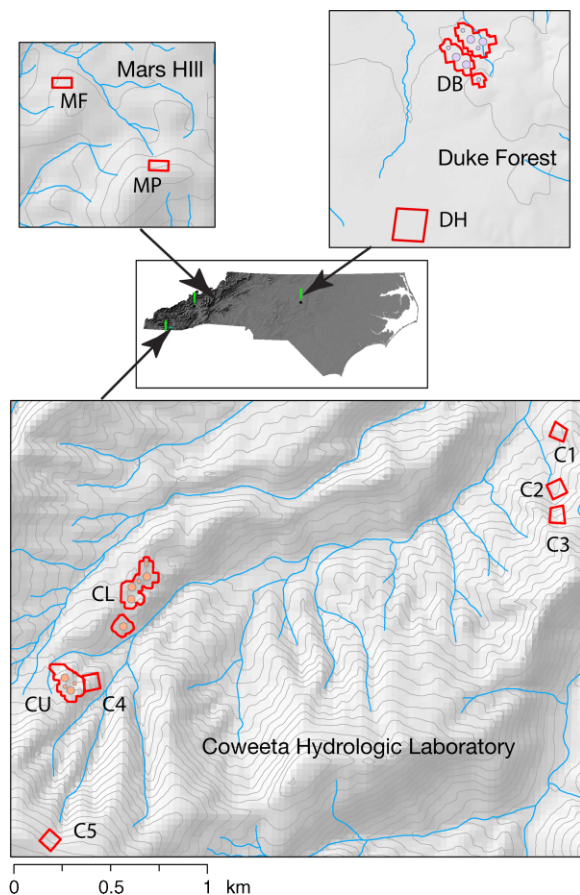 Mars HIll
MF
MP
DB
Duke Forest
DH
C1
C2
C3
CL
CU
C4
Coweeta Hydrologic Laboratory
C5
0 0.5 1 km